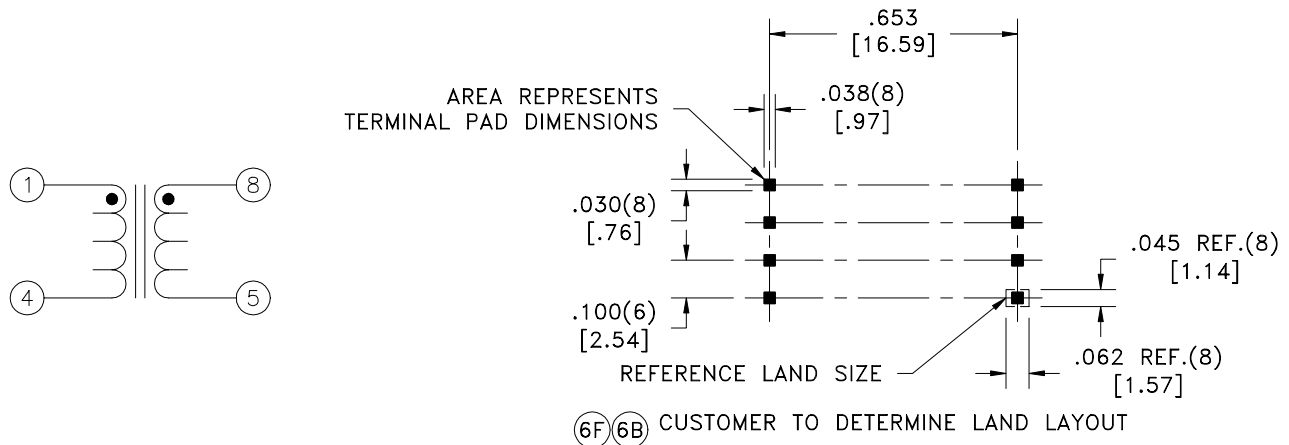 .653
[16.59]
AREA REPRESENTS
TERMINAL PAD DIMENSIONS
.038(8)
[.97]
1
8
.030(8)
[.76]
.045 REF.(8)
[1.14]
4
5
.100(6)
[2.54]
.062 REF.(8)
[1.57]
REFERENCE LAND SIZE
6F 6B CUSTOMER TO DETERMINE LAND LAYOUT